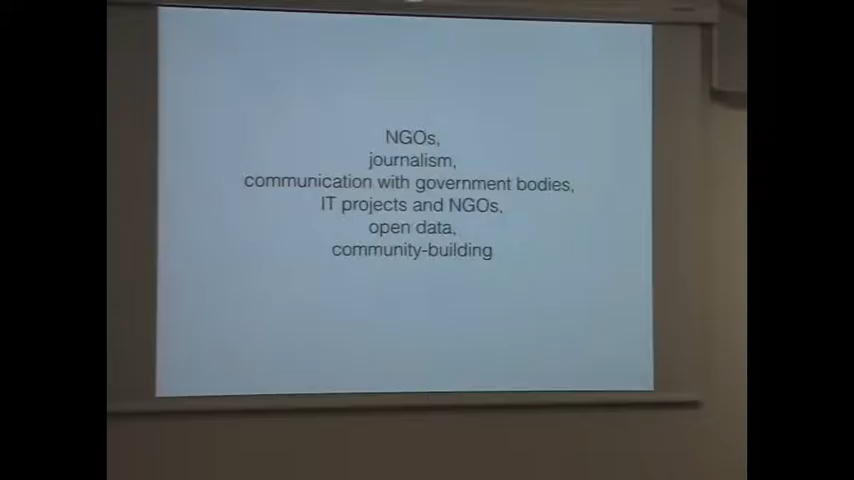 NGOs,
journalism,
communication with government bodies,
IT projects and NGOs,
open data,
community-building